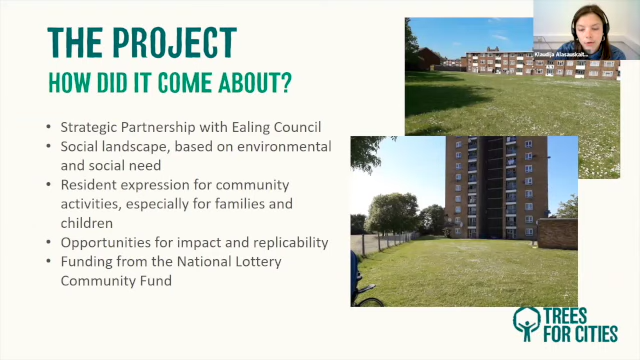 THE PROJECT
HOW DID IT COME ABOUT?
• Strategic Partnership with Ealing Council
• Social landscape, based on environmental
and social need
• Resident expression for community
activities, especially for families and
children
• Opportunities for impact and replicability
• Funding from the National Lottery
Community Fund
TREES
FOR CITIES